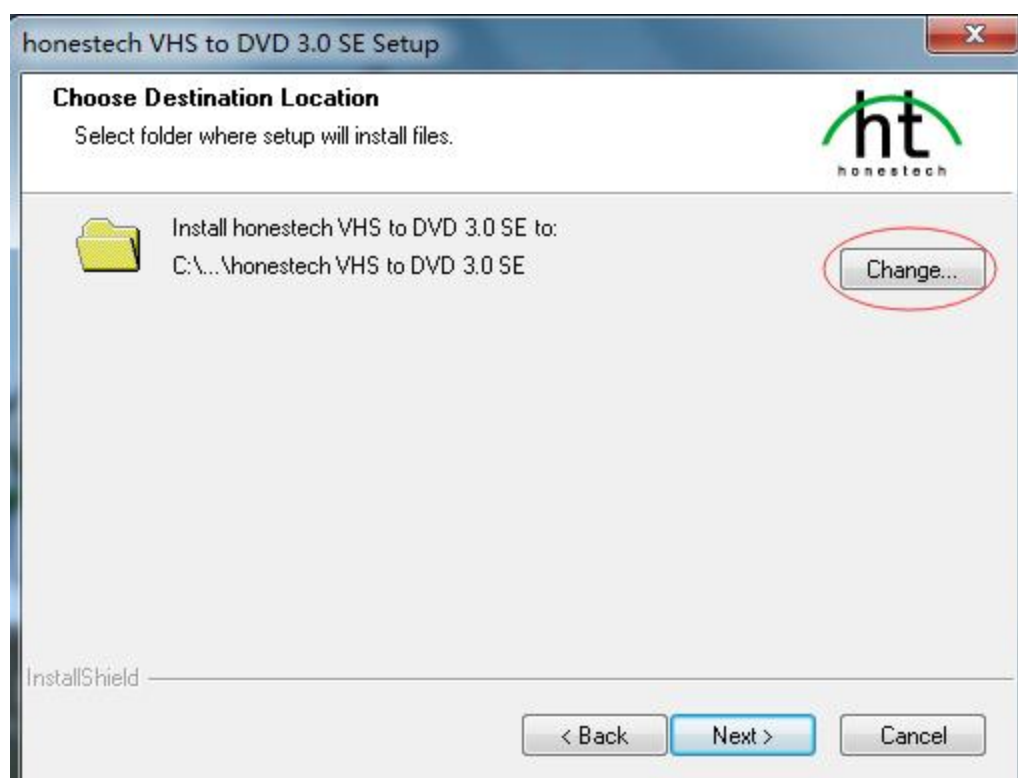 honestech VHS to DVD 3.0 SE Setup
x
Choose Destination Location
Select folder where setup will install files.
ht
honestech
Install honestech VHS to DVD 3.0 SE to:
C:\...\honestech VHS to DVD 3.0 SE
Change...
InstallShield
< Back
Next >
Cancel